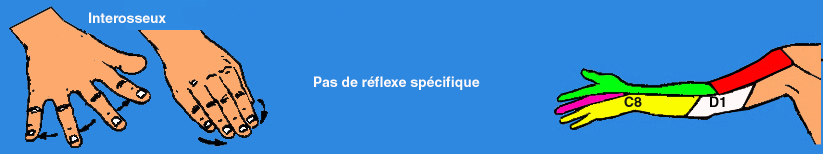 Interosseux
Pas de réflexe spécifique
C8
D1